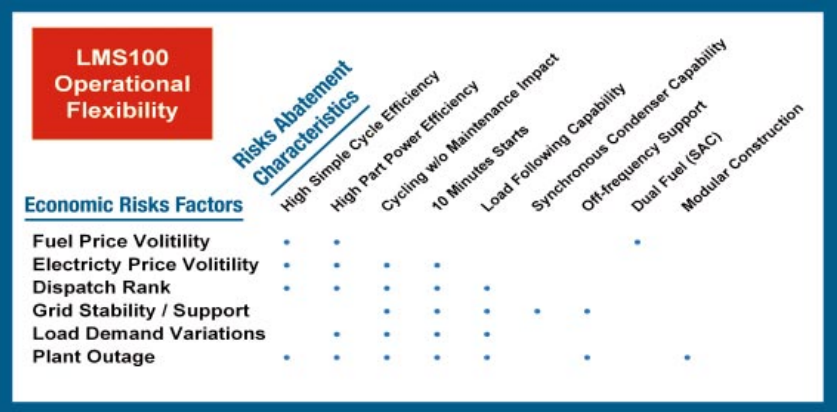 LMS100
Operational
Flexibility
Risks Abatement
Characteristics
High Simple Cycle Efficiency
High Part Power Efficiency
Cycling w/o Maintenance Impact
10 Minutes Starts
Load Following Capability
Synchronous Condenser Capability
Off-frequency Support
Dual Fuel (SAC)
Modular Construction
Economic Risks Factors
Fuel Price Volitility
Electricty Price Volitility
Dispatch Rank
Grid Stability / Support
Load Demand Variations
Plant Outage